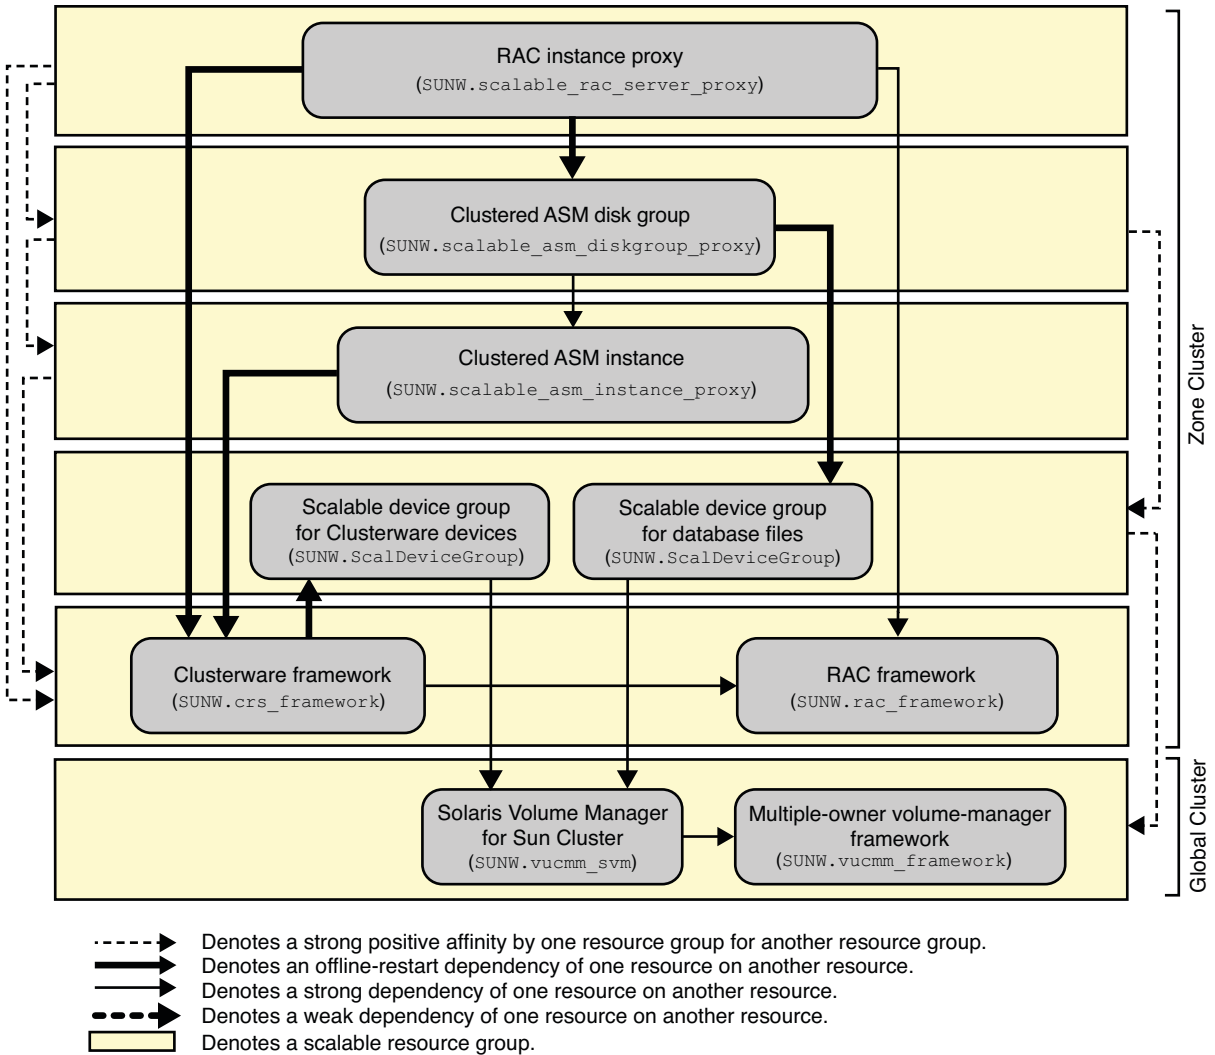 RAC instance proxy
(SUNW.scalable_rac_server_proxy)
Clustered ASM disk group
(SUNW.scalable_asm_diskgroup_proxy)
Clustered ASM instance
(SUNW.scalable_asm_instance_proxy)
Zone Cluster
Scalable device group
for Clusterware devices
(SUNW.ScalDeviceGroup)
Scalable device group
for database files
(SUNW.ScalDeviceGroup)
Clusterware framework
(SUNW.crs_framework)
RAC framework
(SUNW.rac_framework)
Solaris Volume Manager
for Sun Cluster
(SUNW.vucmm_svm)
Multiple-owner volume-manager
framework
(SUNW.vucmm_framework)
Global Cluster
Denotes a strong positive affinity by one resource group for another resource group.
Denotes an offline-restart dependency of one resource on another resource.
Denotes a strong dependency of one resource on another resource.
Denotes a weak dependency of one resource on another resource.
Denotes a scalable resource group.